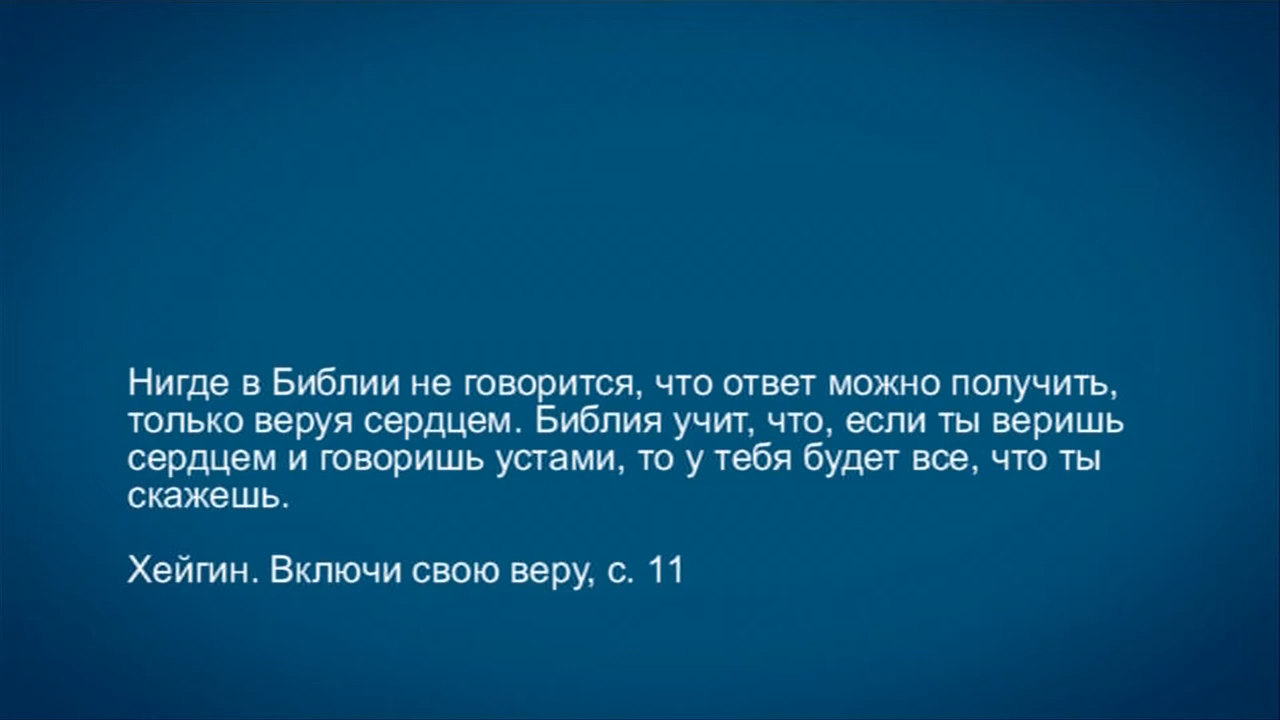 Нигде в Библии не говорится, что ответ можно получить,
только веруя сердцем. Библия учит, что, если ты веришь
сердцем и говоришь устами, то у тебя будет все, что ты
скажешь.
Хейгин. Включи свою веру, с. 11